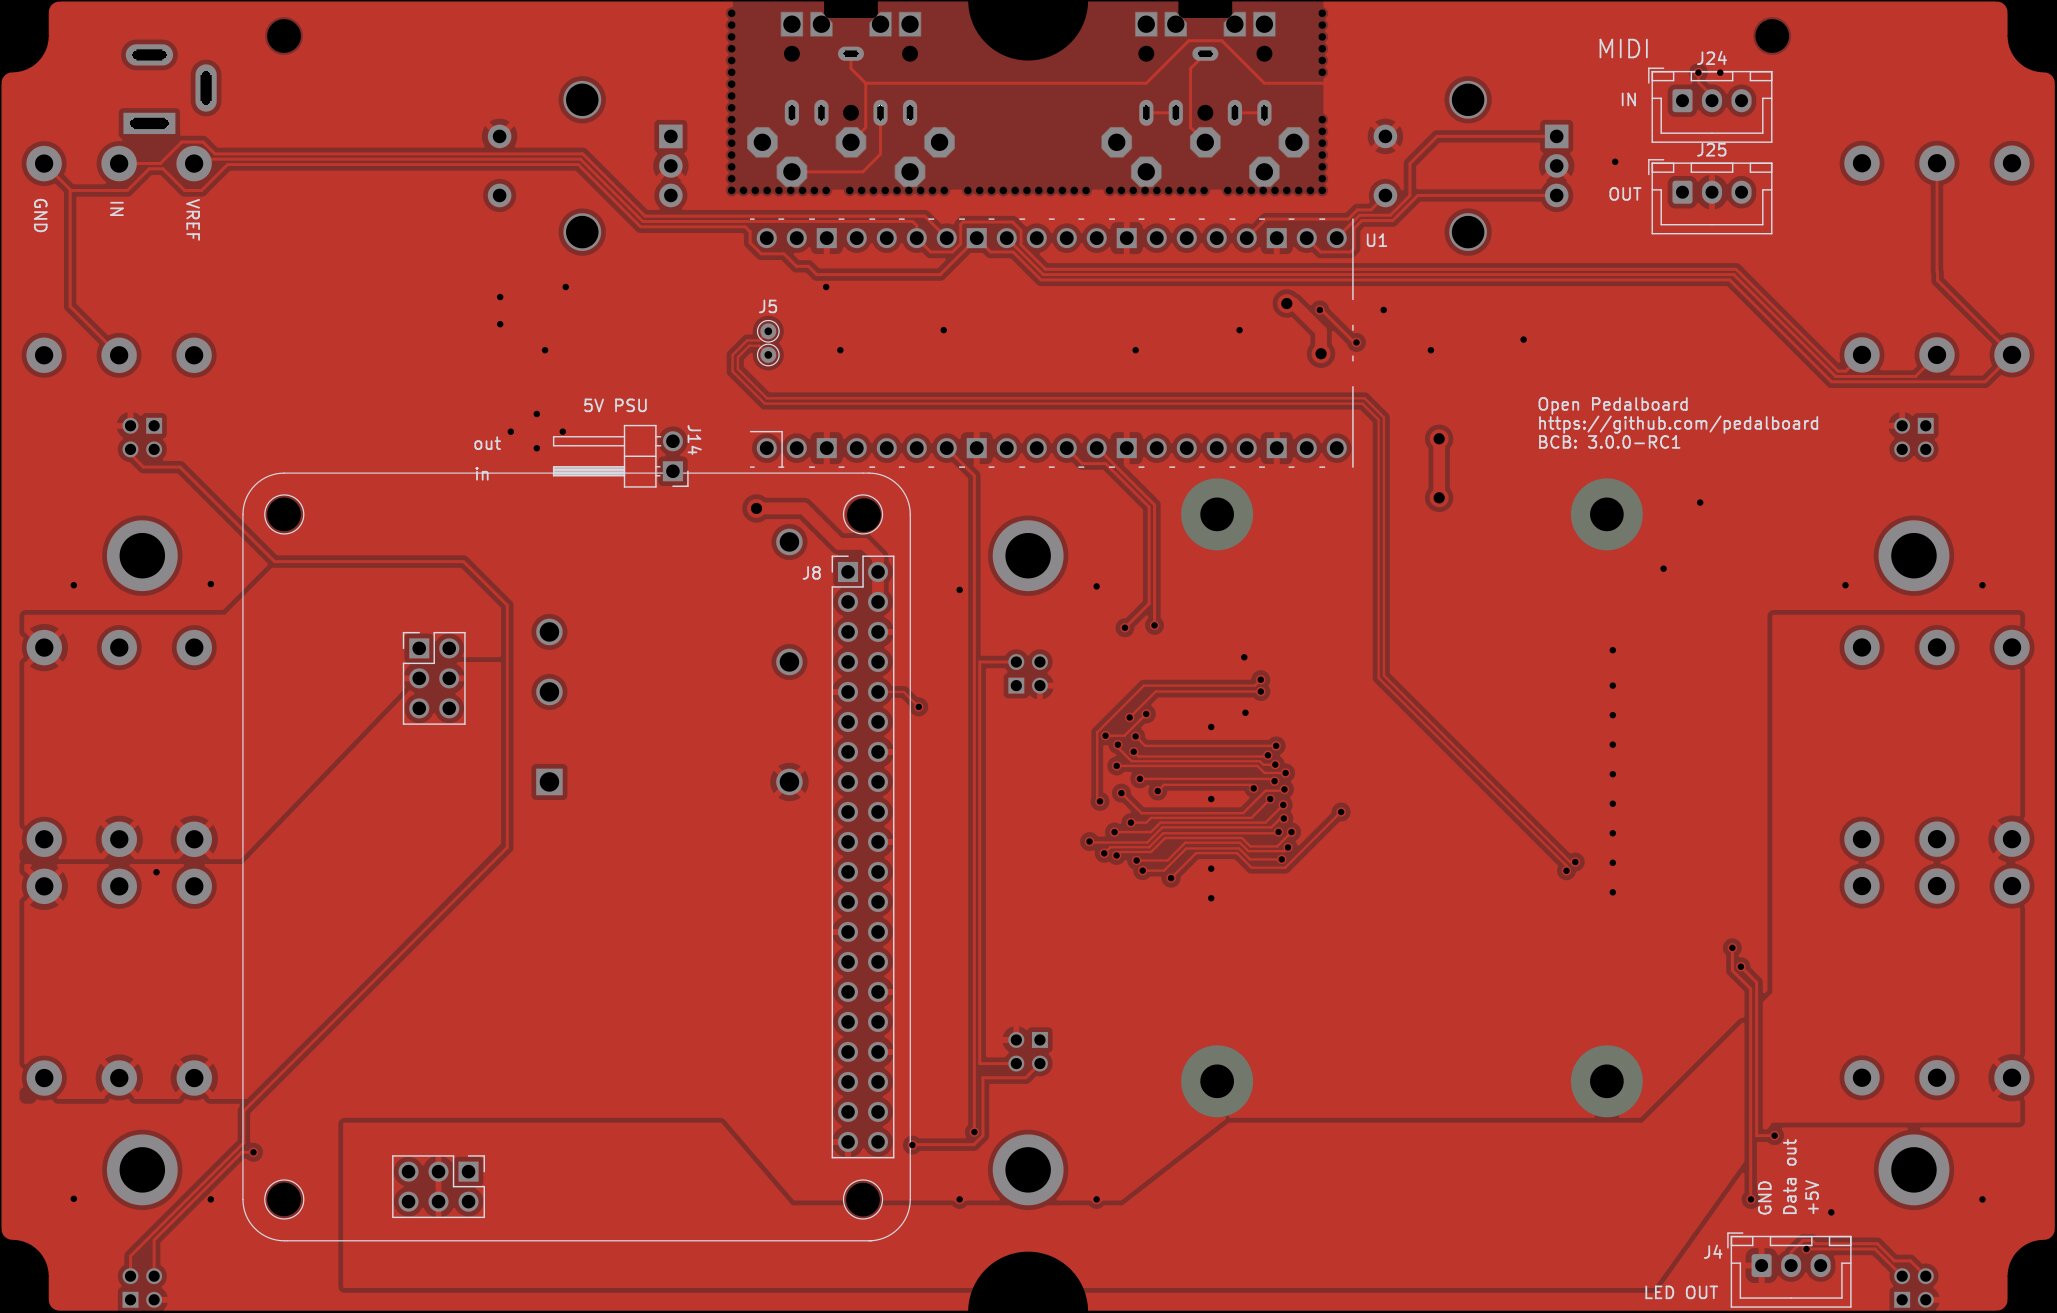 MIDI
J24
IN
J25
OUT
GND
IN
VREF
U1
J5
5V PSU
J14
out
in
Open Pedalboard
https://github.com/pedalboard
BCB: 3.0.0-RC1
J8
GND
Data out
+5V
J4
LED OUT